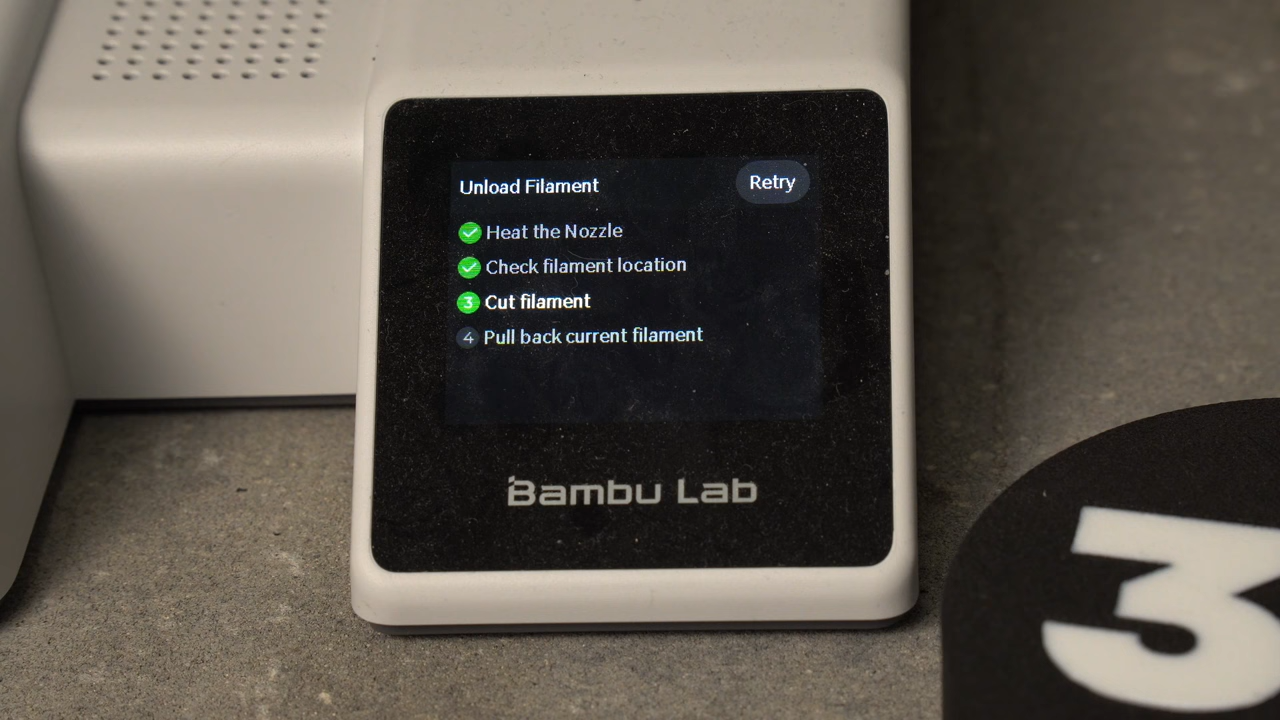 Unload Filament
Retry
Heat the Nozzle
Check filament location
3 Cut filament
4 Pull back current filament
Bambu Lab
3